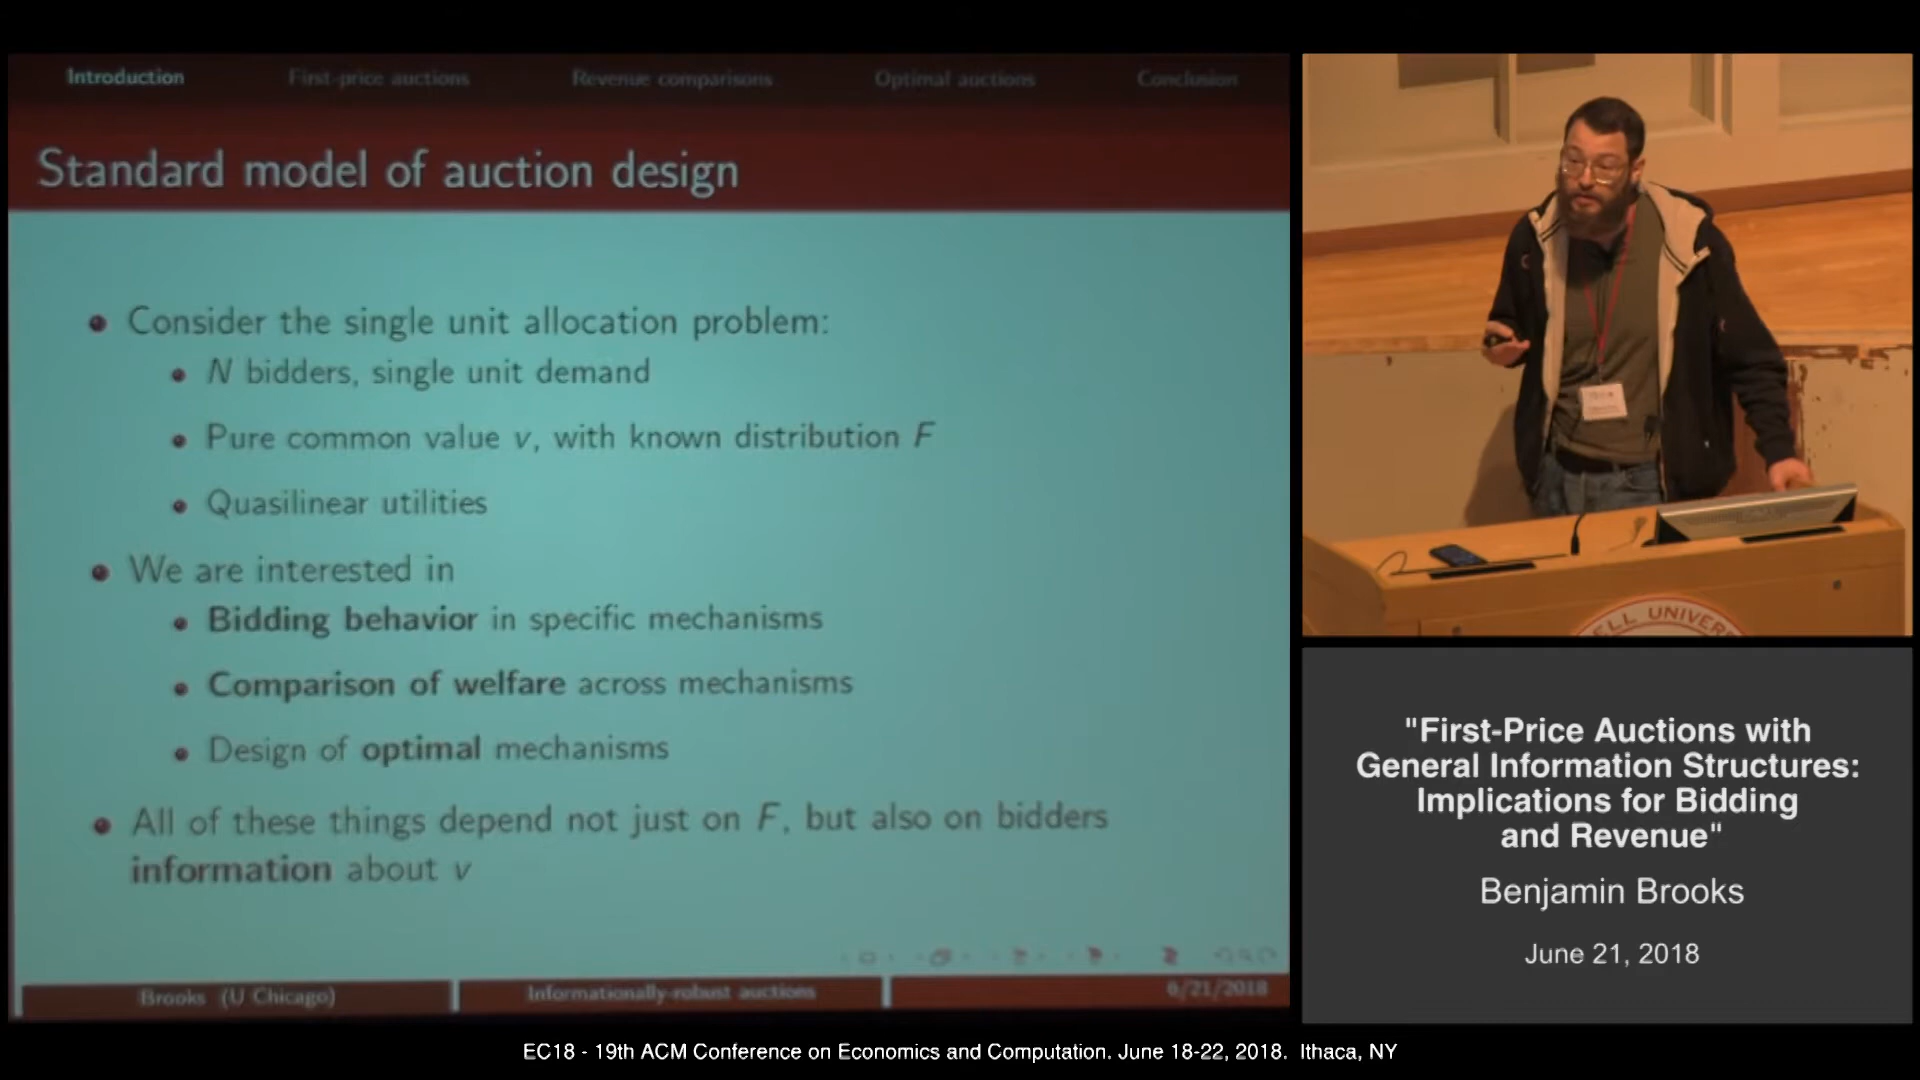 Introduction First-price auctions Revenue comparisons Optimal auctions Conclusion
Standard model of auction design
Consider the single unit allocation problem:
N bidders, single unit demand
Pure common value v, with known distribution F
Quasilinear utilities
We are interested in
Bidding behavior in specific mechanisms
Comparison of welfare across mechanisms
Design of optimal mechanisms
All of these things depend not just on F, but also on bidders
information about v
Brooks (U Chicago) Informationally-robust auctions 6/21/2018
ELL UNIVER
"First-Price Auctions with
General Information Structures:
Implications for Bidding
and Revenue"
Benjamin Brooks
June 21, 2018
EC18 - 19th ACM Conference on Economics and Computation. June 18-22, 2018. Ithaca, NY